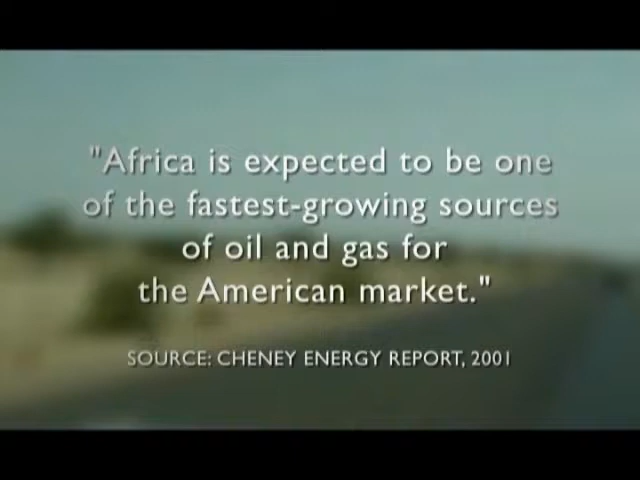 "Africa is expected to be one
of the fastest-growing sources
of oil and gas for
the American market."
SOURCE: CHENEY ENERGY REPORT, 2001